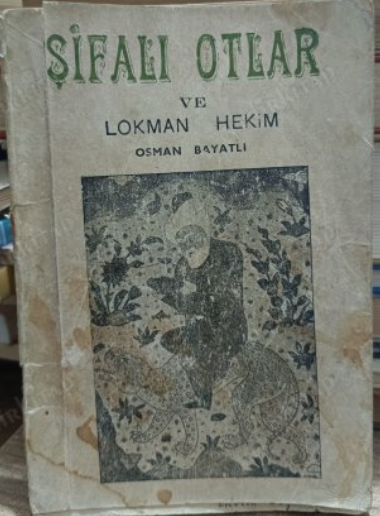 ŞİFALI OTLAR
VE
LOKMAN HEKİM
OSMAN BAYATLI